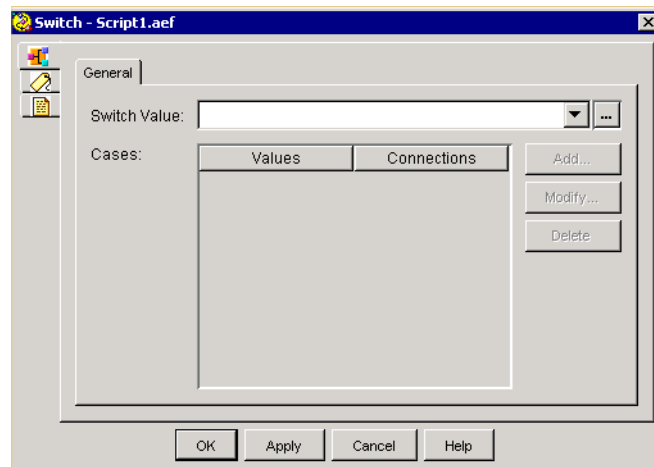 Switch - Script1.aef
General
Switch Value:
...
Cases:
Values Connections
Add...
Modify...
Delete
OK Apply Cancel Help